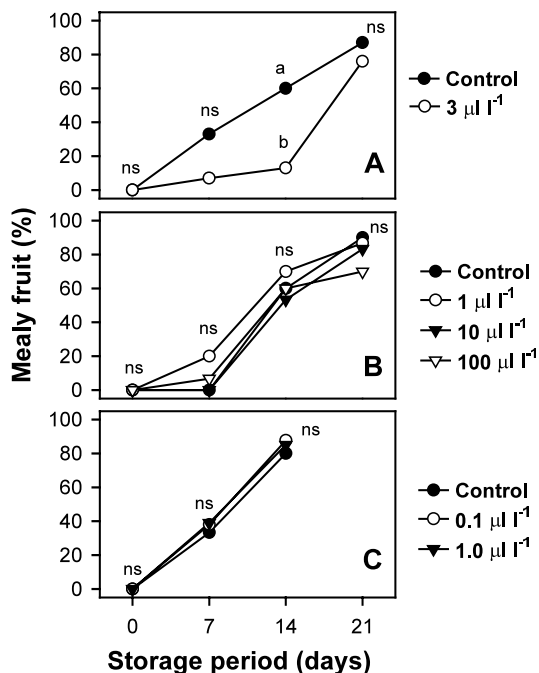 100
ns
80
a
60
ns
40
b
20
ns
0
A
Control
3 µl l-1
Mealy fruit (%)
100
ns
80
ns
60
40
ns
20
ns
0
B
Control
1 µl l-1
10 µl l-1
100 µl l-1
100
ns
80
60
ns
40
20
ns
0
C
Control
0.1 µl l-1
1.0 µl l-1
0 7 14 21
Storage period (days)